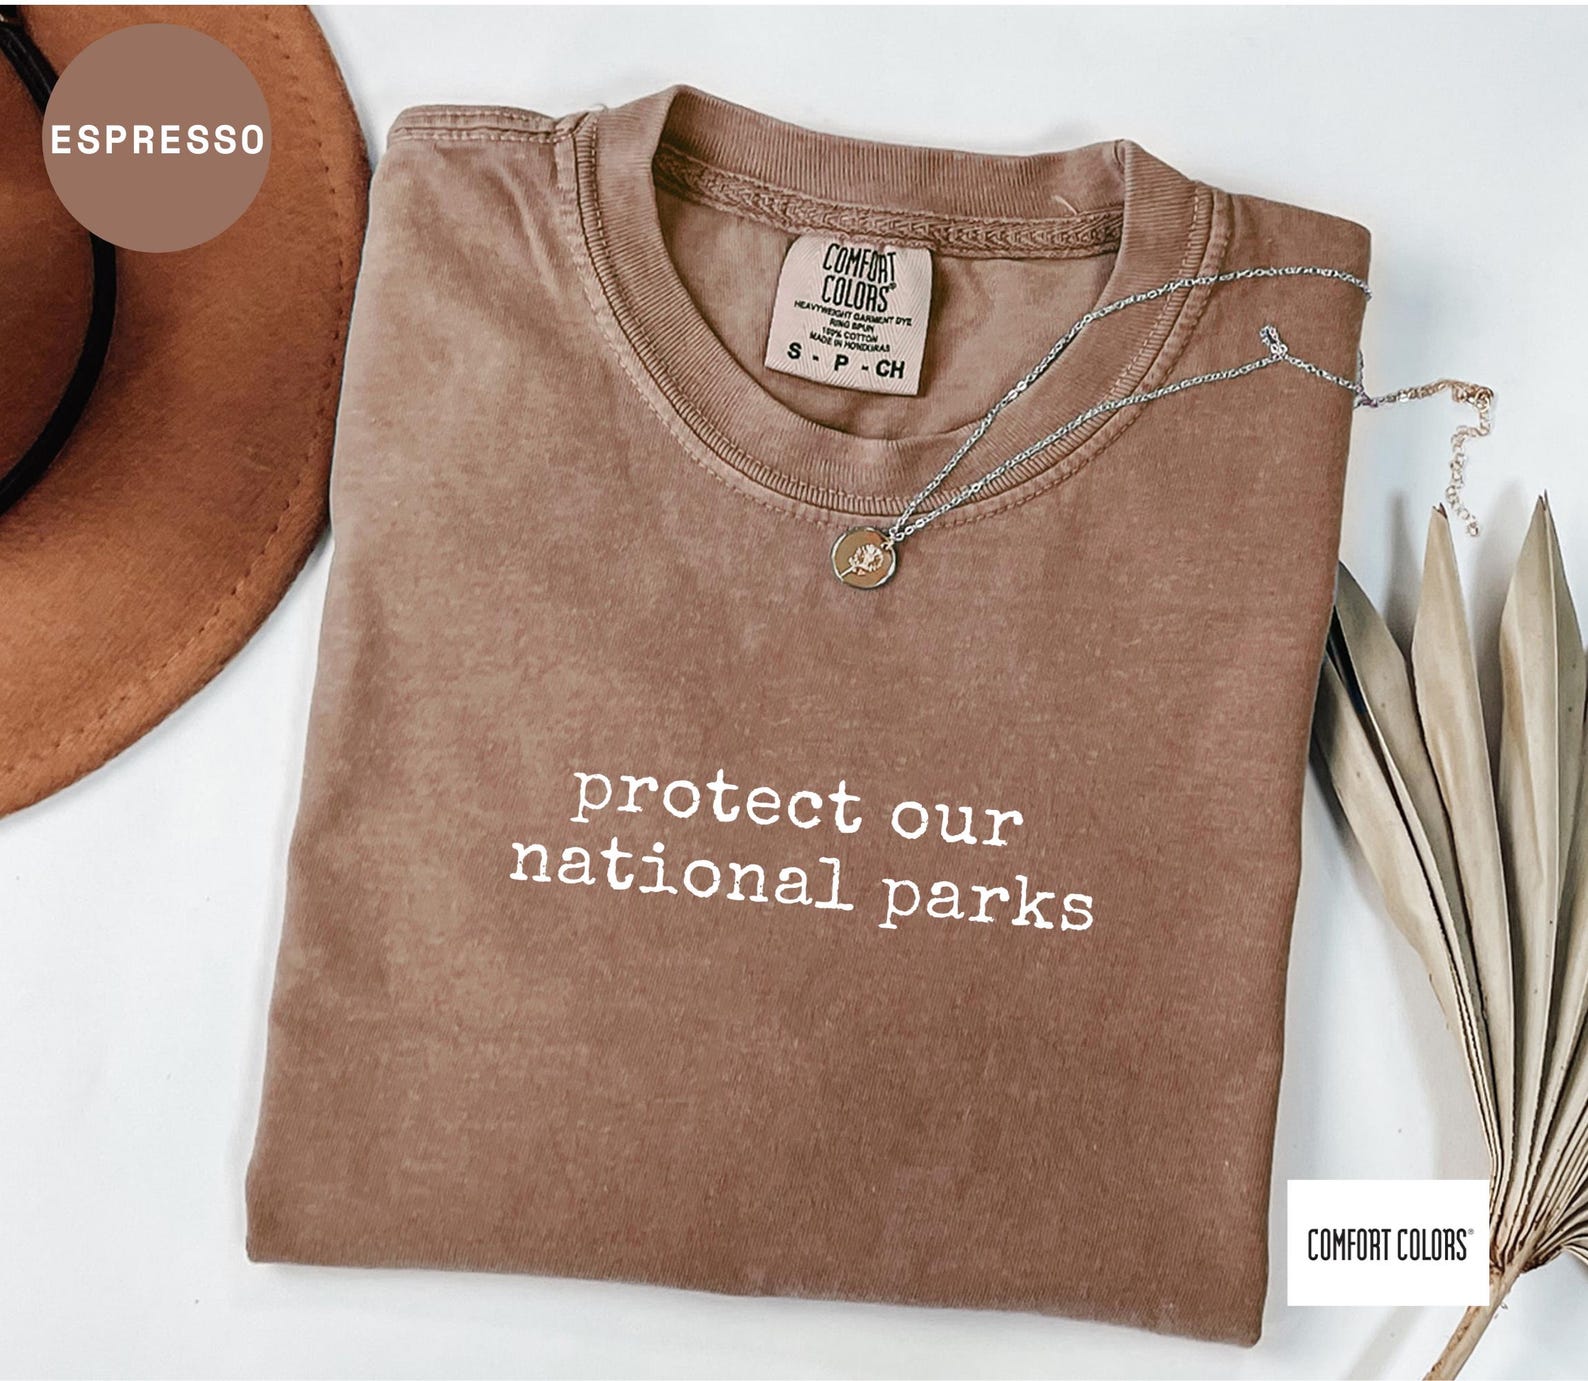 ESPRESSO
COMFORT
COLORS®
HEAVYWEIGHT GARMENT DYE
RING SPUN
100% COTTON
MADE IN HONDURAS
S - P - CH
protect our
national parks
COMFORT COLORS®